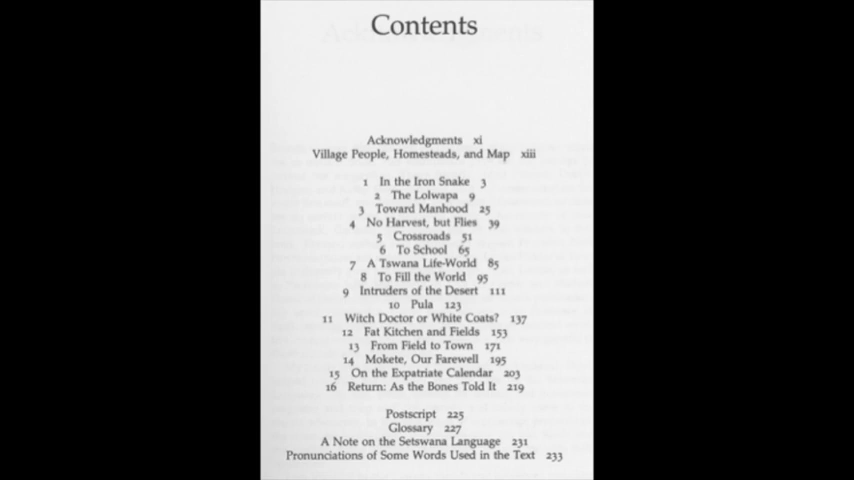 Contents
Acknowledgments xi
Village People, Homesteads, and Map xiii
1 In the Iron Snake 3
2 The Lolwapa 9
3 Toward Manhood 25
4 No Harvest, but Flies 39
5 Crossroads 51
6 To School 65
7 A Tswana Life-World 85
8 To Fill the World 95
9 Intruders of the Desert 111
10 Pula 123
11 Witch Doctor or White Coats? 137
12 Fat Kitchen and Fields 153
13 From Field to Town 171
14 Mokete, Our Farewell 195
15 On the Expatriate Calendar 203
16 Return: As the Bones Told It 219
Postscript 225
Glossary 227
A Note on the Setswana Language 231
Pronunciations of Some Words Used in the Text 233